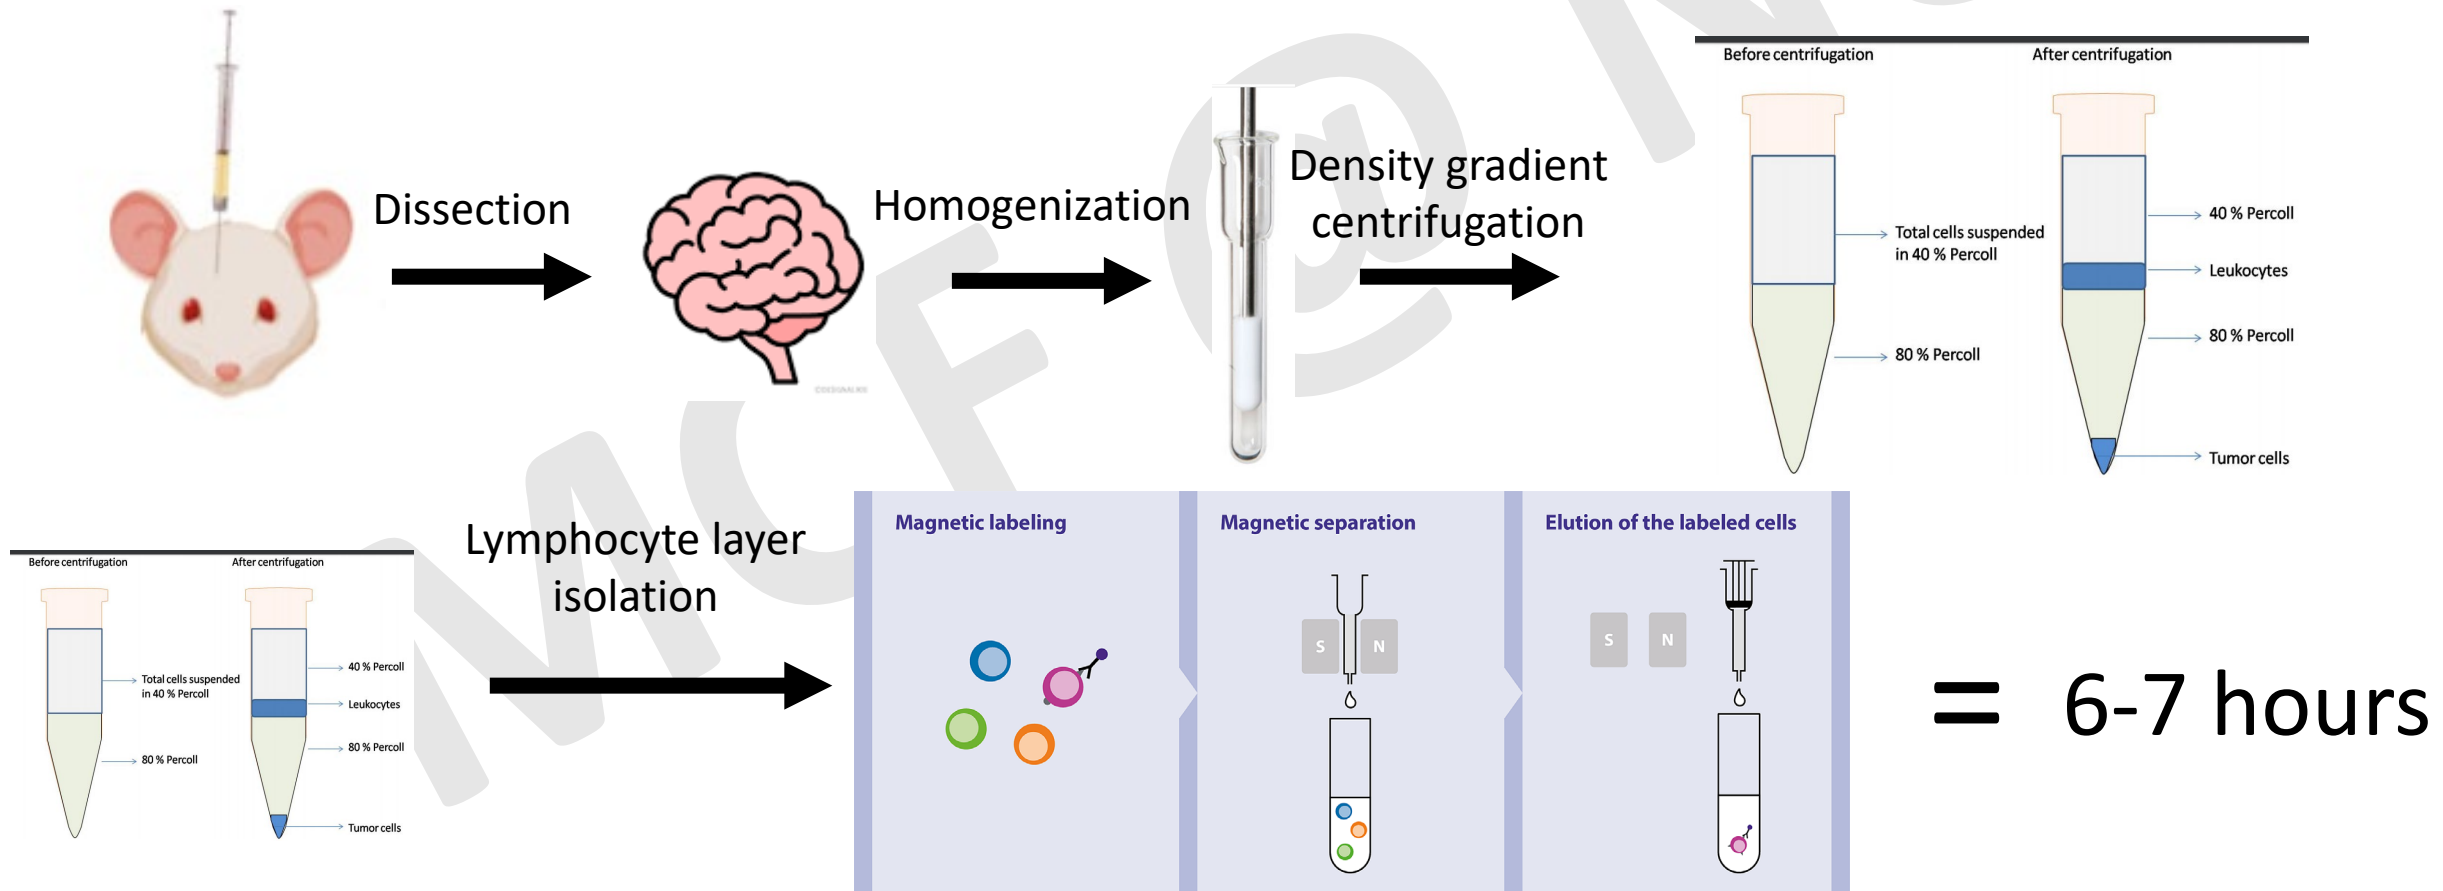 Before centrifugation
After centrifugation
Dissection
Homogenization
Density gradient
centrifugation
Total cells suspended
in 40 % Percoll
80 % Percoll
40 % Percoll
Leukocytes
80 % Percoll
Tumor cells
Before centrifugation
After centrifugation
Total cells suspended
in 40 % Percoll
80 % Percoll
40 % Percoll
Leukocytes
80 % Percoll
Tumor cells
Lymphocyte layer
isolation
Magnetic labeling
Magnetic separation
Elution of the labeled cells
S
N
S
N
= 6-7 hours